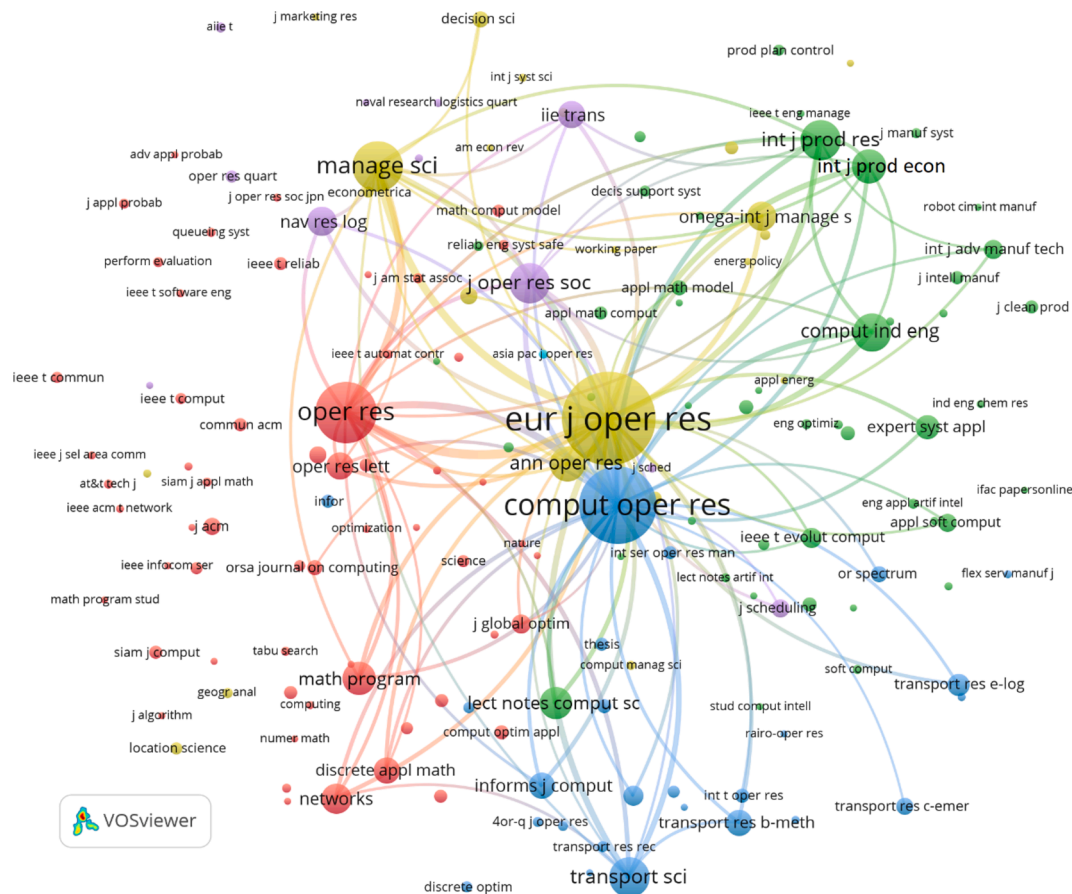 j marketing res
decision sci
aiie t
prod plan control
int j syst sci
naval research logistics quart
iie trans
ieee t eng manage
int j prod res
j manuf syst
adv appl probab
am econ rev
manage sci
int j prod econ
oper res quart
econometrica
decis support syst
j appl probab
j oper res soc jpn
nav res log
math comput model
omega-int j manage s
robot cim-int manuf
queueing syst
reliab eng syst safe
working paper
int j adv manuf tech
perform evaluation
ieee t reliab
energ policy
j am stat assoc
j oper res soc
appl math model
j intell manuf
ieee t software eng
appl math comput
j clean prod
comput ind eng
ieee t automat contr
asia pac j oper res
ieee t commun
appl energ
ieee t comput
oper res
eur j oper res
ind eng chem res
commun acm
eng optimiz
expert syst appl
ieee j sel area comm
oper res lett
ann oper res
j sched
at&t tech j
siam j appl math
ifac papersonline
infor
comput oper res
eng appl artif intel
ieee acm t network
j acm
optimization
appl soft comput
nature
ieee t evolut comput
int ser oper res man
ieee infocom ser
orsa journal on computing
science
lect notes artif int
or spectrum
flex serv manuf j
math program stud
j scheduling
j global optim
siam j comput
tabu search
thesis
comput manag sci
soft comput
math program
geogr anal
transport res e-log
computing
lect notes comput sc
stud comput intell
j algorithm
numer math
comput optim appl
rairo-oper res
location science
discrete appl math
informs j comput
networks
int t oper res
transport res c-emer
VOSviewer
4or-q j oper res
transport res b-meth
transport res rec
transport sci
discrete optim